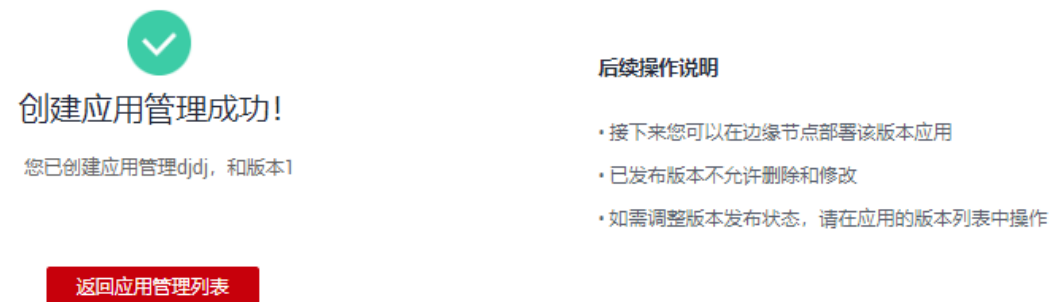 创建应用管理成功！
您已创建应用管理djdj，和版本1
返回应用管理列表
后续操作说明
• 接下来您可以在边缘节点部署该版本应用
• 已发布版本不允许删除和修改
• 如需调整版本发布状态，请在应用的版本列表中操作